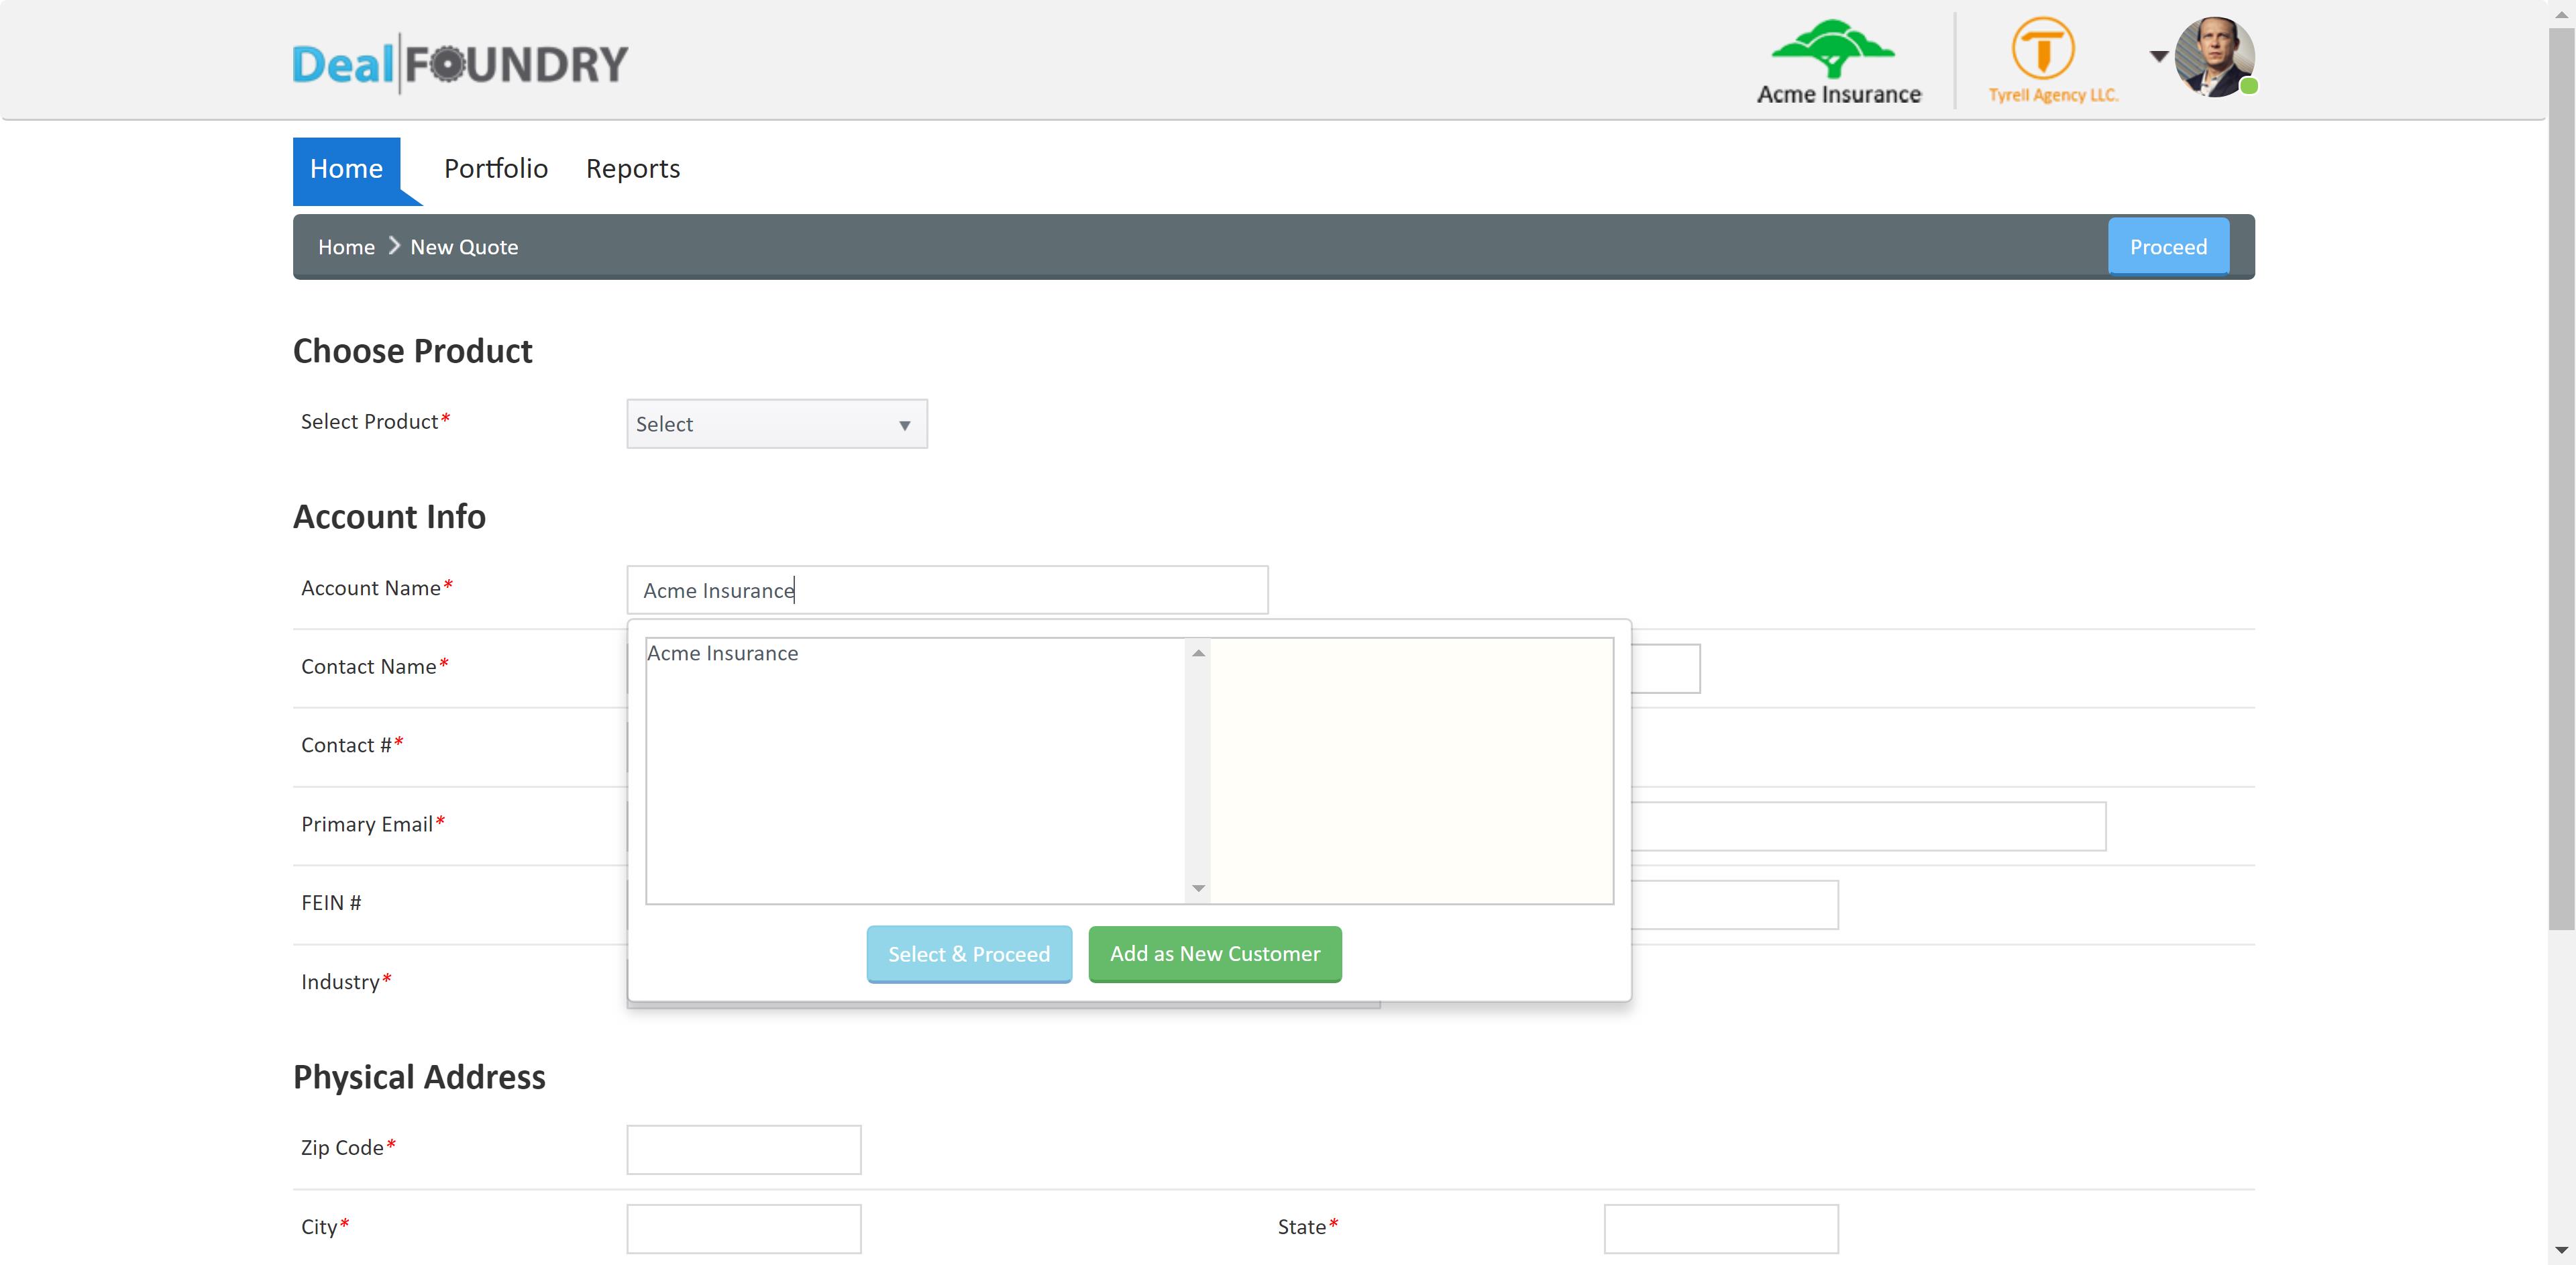 Deal FOUNDRY
Acme Insurance
Tyrell Agency LLC.
Home Portfolio Reports
Home New Quote Proceed
Choose Product
Select Product* Select
Account Info
Account Name* Acme Insurance
Acme Insurance
Contact Name*
Contact #*
Primary Email*
FEIN #
Select & Proceed Add as New Customer
Industry*
Physical Address
Zip Code*
City* State*